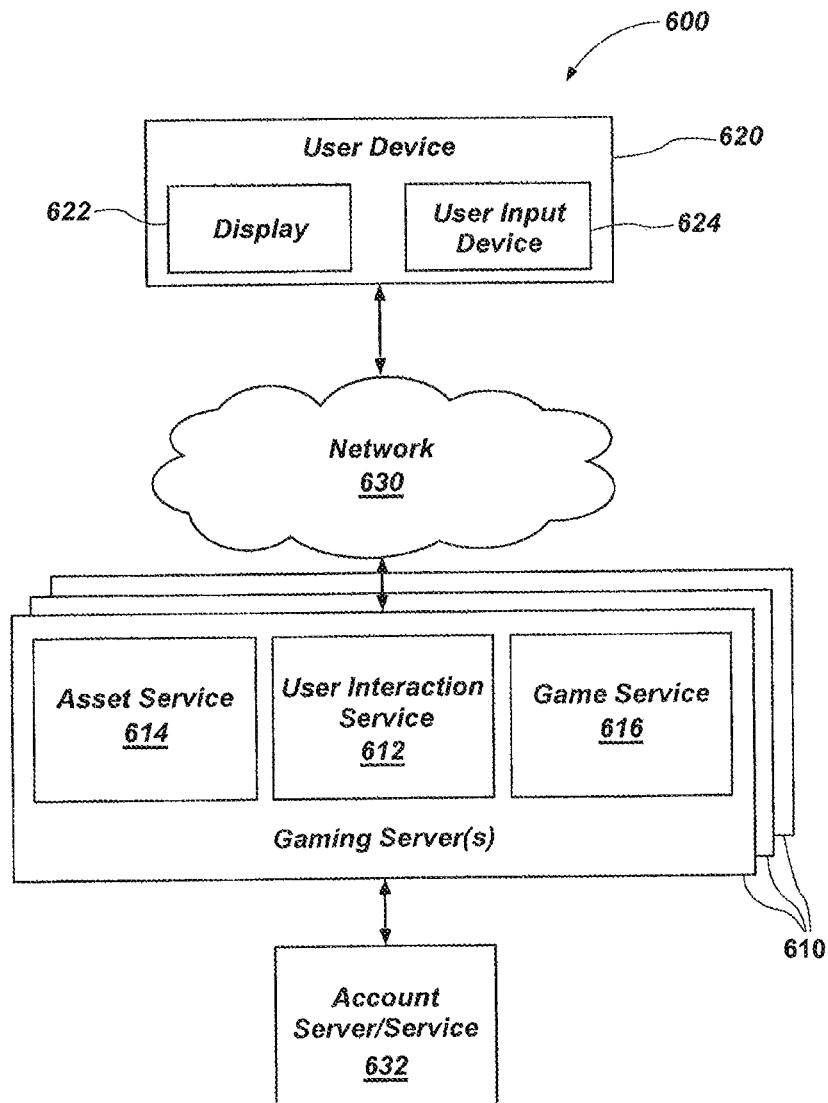 600
User Device
620
622
Display
User Input
Device
624
Network
630
Asset Service
614
User Interaction
Service
612
Game Service
616
Gaming Server(s)
610
Account
Server/Service
632